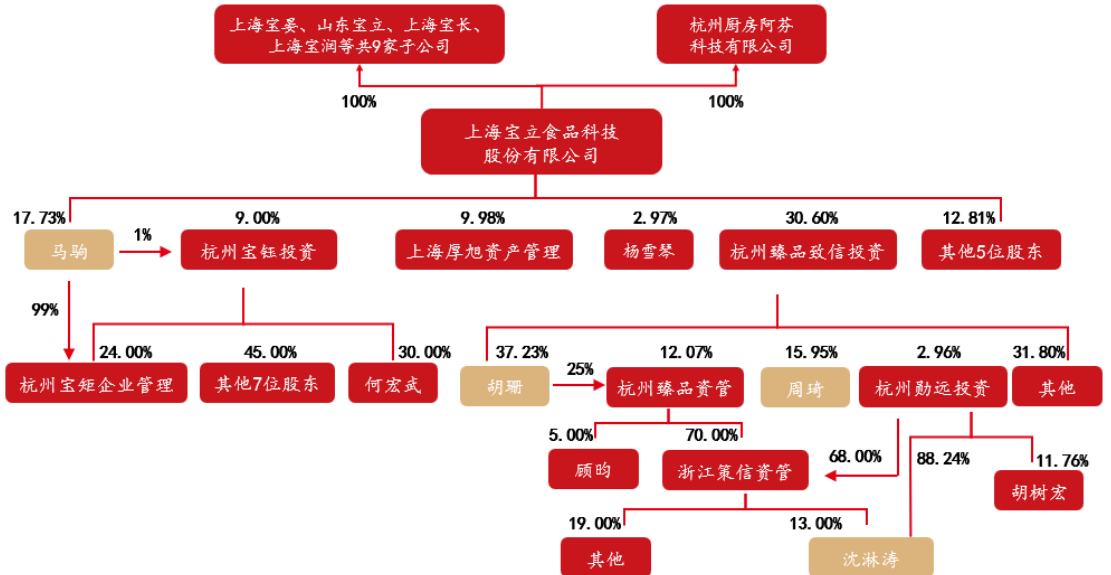 上海宝晏、山东宝立、上海宝长、
上海宝润等共9家子公司
杭州厨房阿芬
科技有限公司
100%
100%
上海宝立食品科技
股份有限公司
17.73%
9.00%
9.98%
2.97%
30.60%
12.81%
马驹
1%
杭州宝钰投资
上海厚旭资产管理
杨雪琴
杭州臻品致信投资
其他5位股东
99%
24.00%
45.00%
30.00%
37.23%
12.07%
15.95%
2.96%
31.80%
杭州宝矩企业管理
其他7位股东
何宏武
胡珊
25%
杭州臻品资管
周琦
杭州勋远投资
其他
5.00%
70.00%
68.00%
88.24%
11.76%
顾昀
浙江策信资管
胡树宏
19.00%
13.00%
其他
沈淋涛